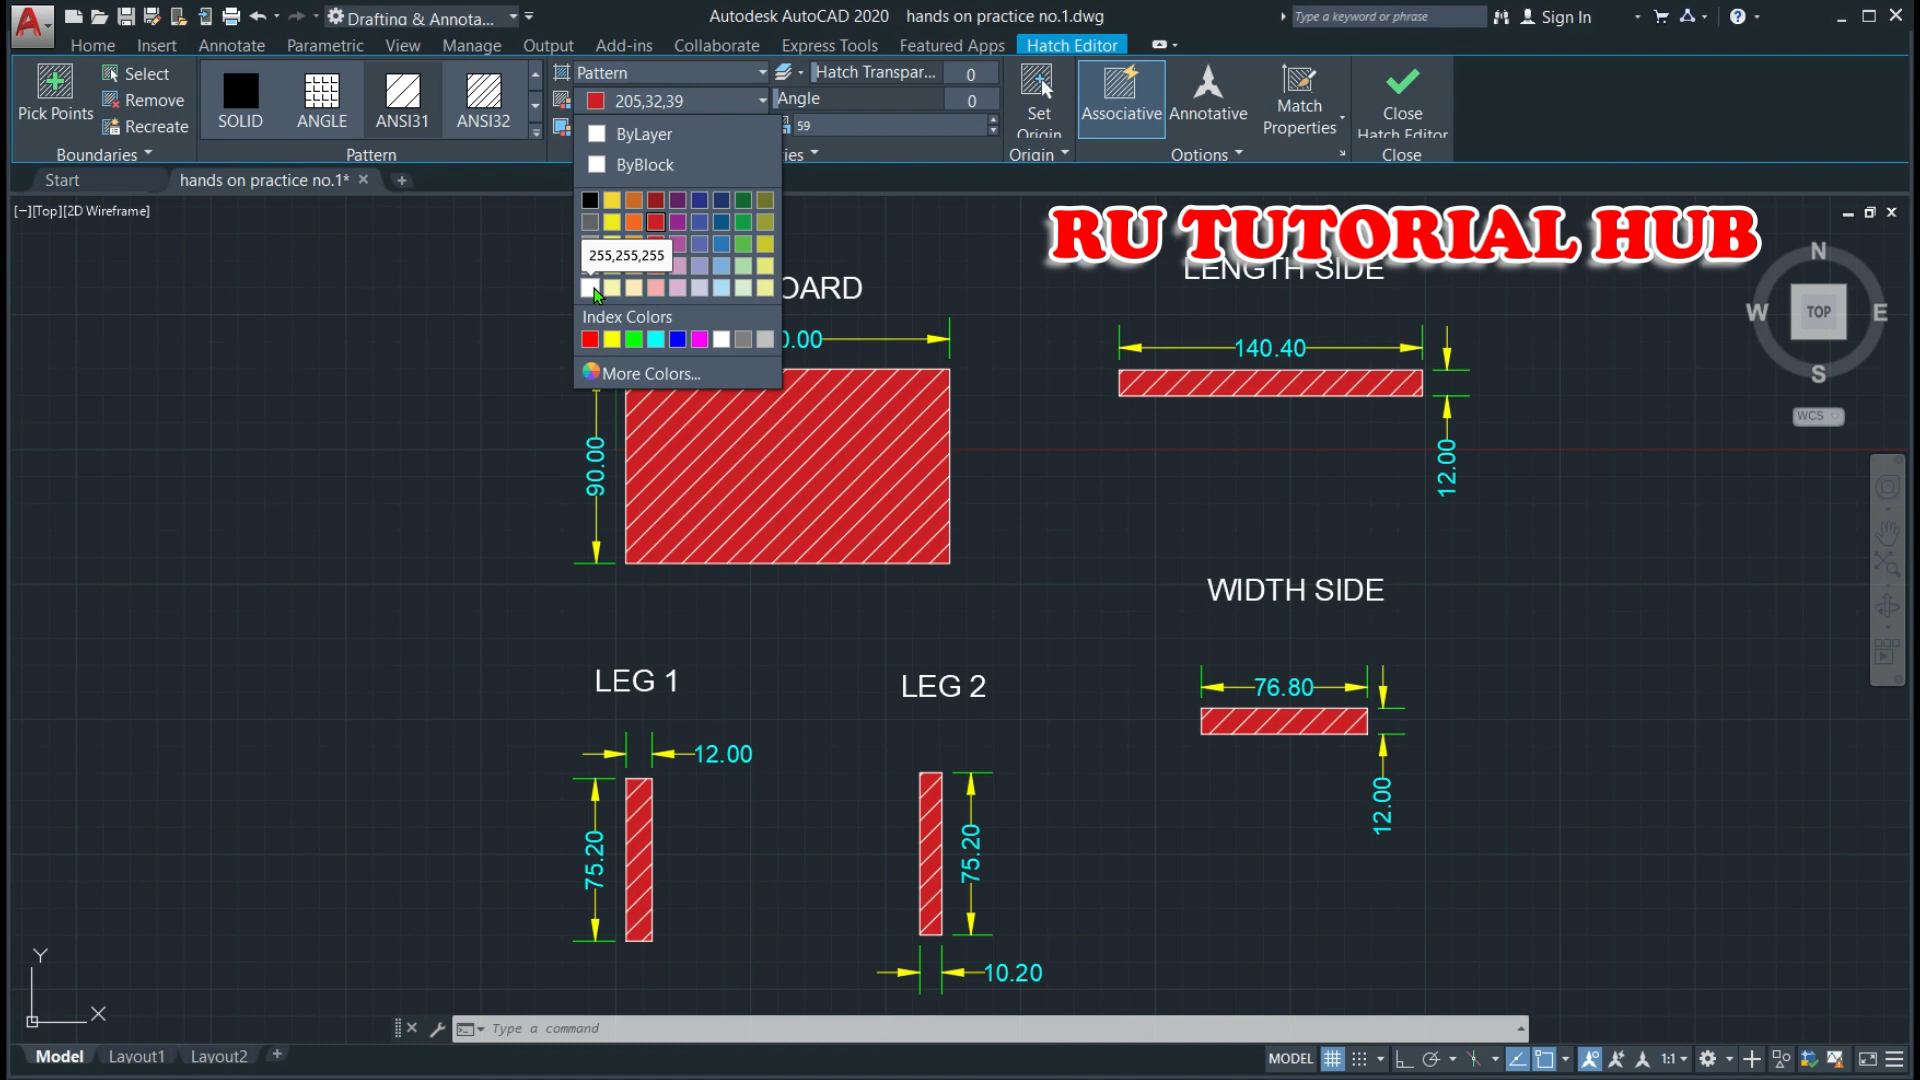 Drafting & Annota...
Autodesk AutoCAD 2020 hands on practice no.1.dwg
Type a keyword or phrase
Sign In
Home Insert Annotate Parametric View Manage Output Add-ins Collaborate Express Tools Featured Apps Hatch Editor
Pick Points
Select
Remove
Recreate
Boundaries
SOLID ANGLE ANSI31 ANSI32
Pattern
Pattern
205,32,39
Hatch Transpar... 0
Angle 0
59
ies
Set
Origin
Origin
Associative
Annotative
Match
Properties
Options
Close
Hatch Editor
Close
ByLayer
ByBlock
255,255,255
Index Colors
More Colors...
Start
hands on practice no.1*
[−][Top][2D Wireframe]
RU TUTORIAL HUB
N
W TOP E
S
WCS
OARD
0.00
90.00
LENGTH SIDE
140.40
12.00
WIDTH SIDE
76.80
12.00
LEG 1
12.00
75.20
LEG 2
75.20
10.20
Y
X
Type a command
Model Layout1 Layout2
MODEL
1:1